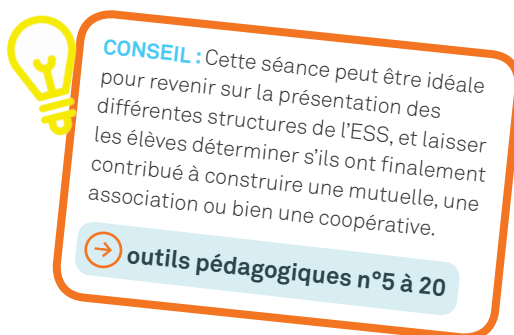 CONSEIL : Cette séance peut être idéale
pour revenir sur la présentation des
différentes structures de l'ESS, et laisser
les élèves déterminer s'ils ont finalement
contribué à construire une mutuelle, une
association ou bien une coopérative.
outils pédagogiques n°5 à 20